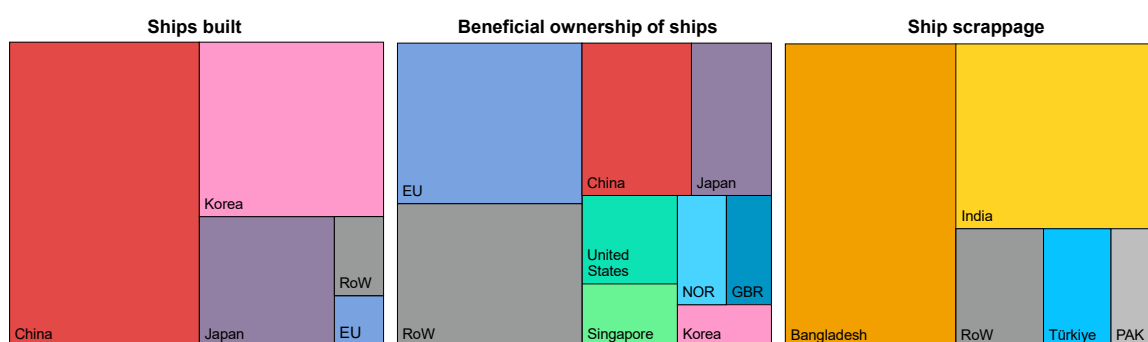 Ships built
China
Korea
Japan
RoW
EU
Beneficial ownership of ships
EU
RoW
China
Japan
United
States
Singapore
NOR
GBR
Korea
Ship scrappage
Bangladesh
India
RoW
Türkiye
PAK